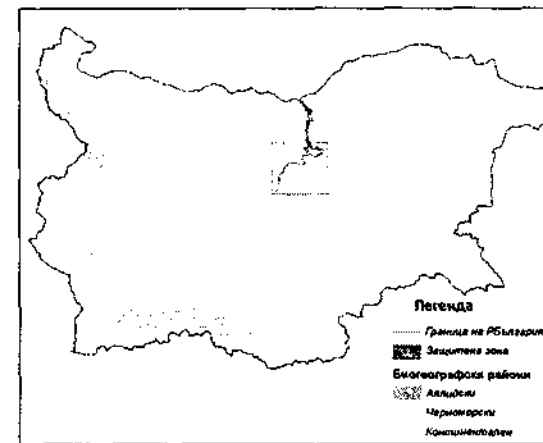 Легенда
Граница на РБългария
Защитена зона
Биогеографски райони
Алпийски
Черноморски
Континентален